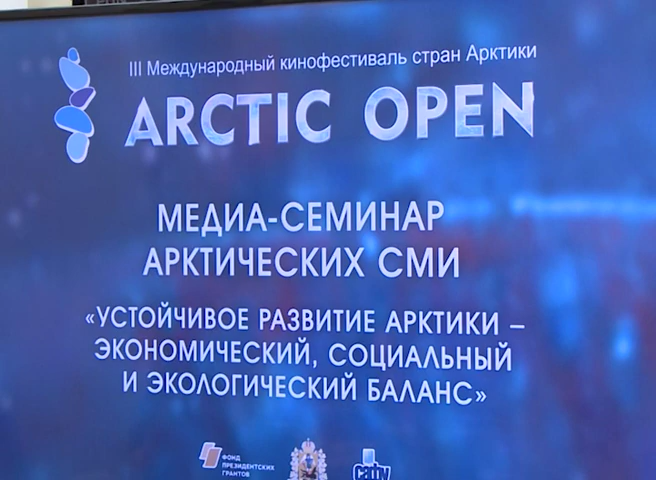 III Международный кинофестиваль стран Арктики
ARCTIC OPEN
МЕДИА-СЕМИНАР
АРКТИЧЕСКИХ СМИ
«УСТОЙЧИВОЕ РАЗВИТИЕ АРКТИКИ –
ЭКОНОМИЧЕСКИЙ, СОЦИАЛЬНЫЙ
И ЭКОЛОГИЧЕСКИЙ БАЛАНС»
ФОНД
ПРЕЗИДЕНТСКИХ
ГРАНТОВ